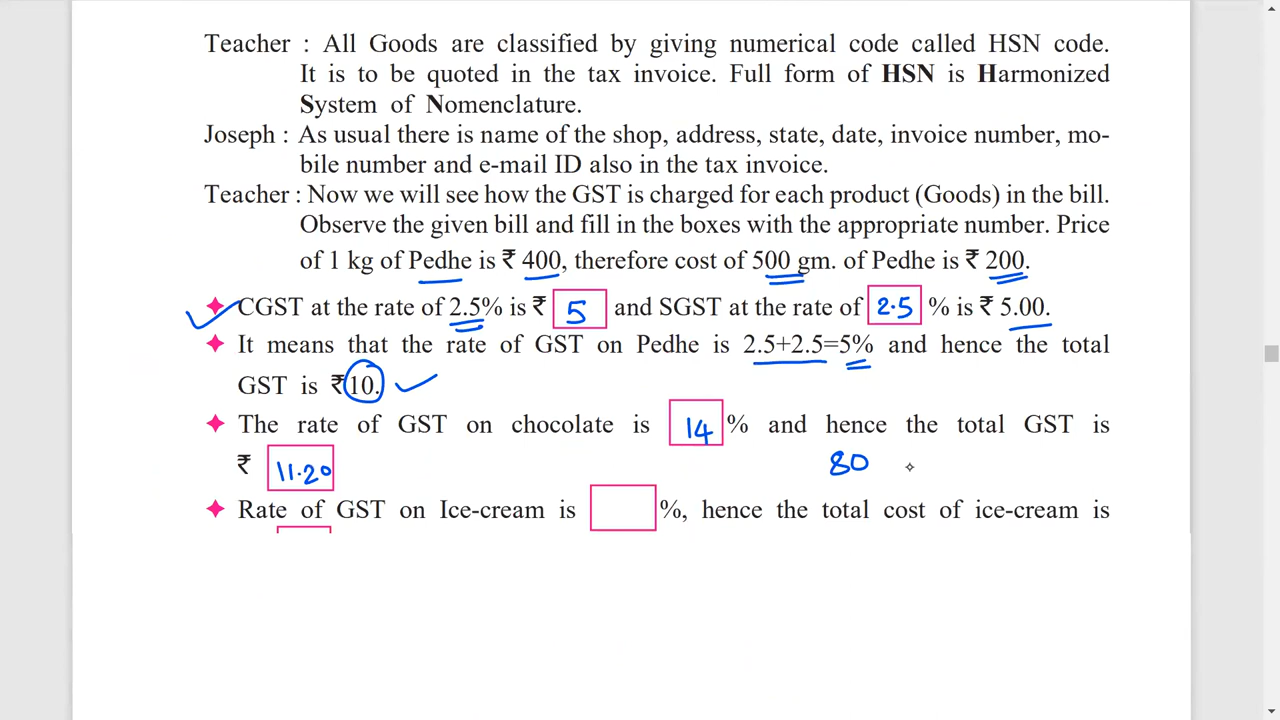 Teacher : All Goods are classified by giving numerical code called HSN code.
It is to be quoted in the tax invoice. Full form of HSN is Harmonized
System of Nomenclature.
Joseph : As usual there is name of the shop, address, state, date, invoice number, mo-
bile number and e-mail ID also in the tax invoice.
Teacher : Now we will see how the GST is charged for each product (Goods) in the bill.
Observe the given bill and fill in the boxes with the appropriate number. Price
of 1 kg of Pedhe is ₹ 400, therefore cost of 500 gm. of Pedhe is ₹ 200.
CGST at the rate of 2.5% is ₹ 5 and SGST at the rate of 2.5 % is ₹ 5.00.
It means that the rate of GST on Pedhe is 2.5+2.5=5% and hence the total
GST is ₹ 10.
The rate of GST on chocolate is 14 % and hence the total GST is
₹ 11.20 80
Rate of GST on Ice-cream is %, hence the total cost of ice-cream is